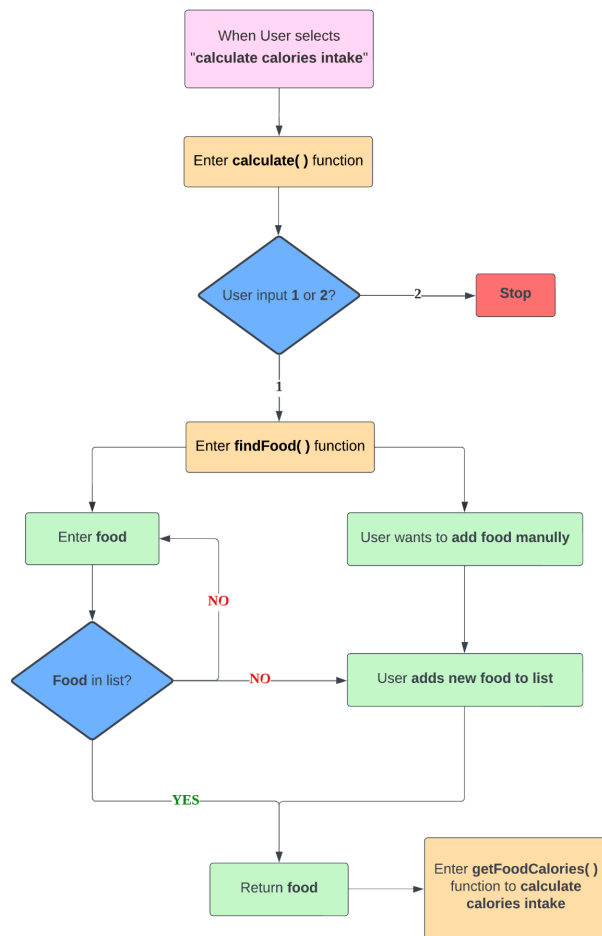 When User selects
"calculate calories intake"
Enter calculate( ) function
User input 1 or 2?
2
Stop
1
Enter findFood( ) function
Enter food
User wants to add food manully
NO
Food in list?
NO
User adds new food to list
YES
Return food
Enter getFoodCalories( )
function to calculate
calories intake